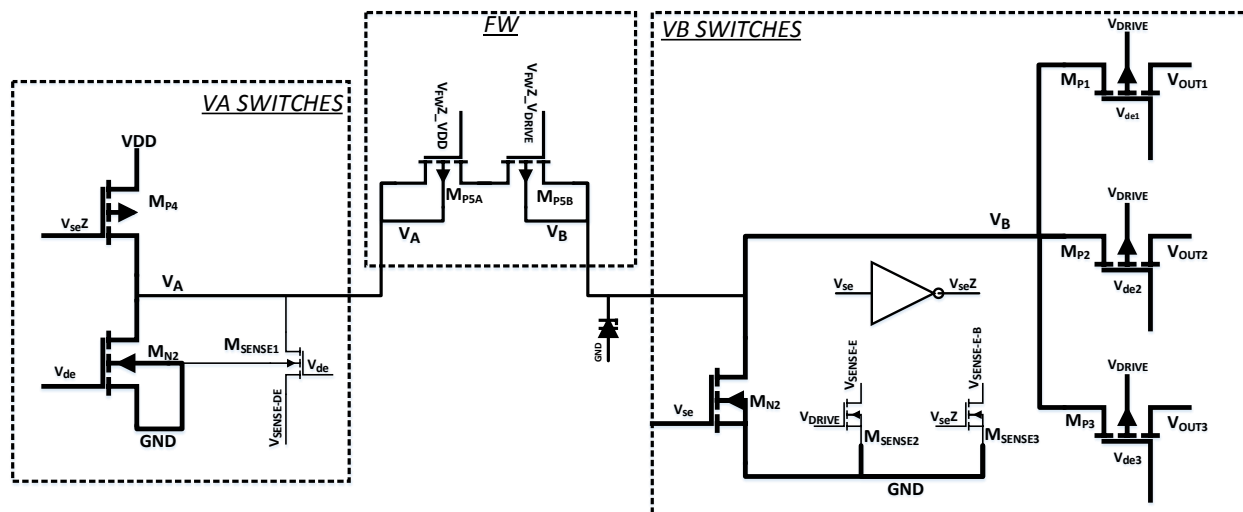 VA SWITCHES
VDD
MP4
VseZ
VA
MN2
Vde
GND
MSENSE1
Vde
VSENSE-DE
FW
VFWZ_VDD
VFWZ_VDRIVE
MP5A
MP5B
VA
VB
GND
VB SWITCHES
VB
Vse
VseZ
Vse
MN2
VSENSE-E
VDRIVE
MSENSE2
VSENSE-E-B
VseZ
MSENSE3
GND
VDRIVE
MP1
VOUT1
Vde1
VDRIVE
MP2
VOUT2
Vde2
VDRIVE
MP3
VOUT3
Vde3